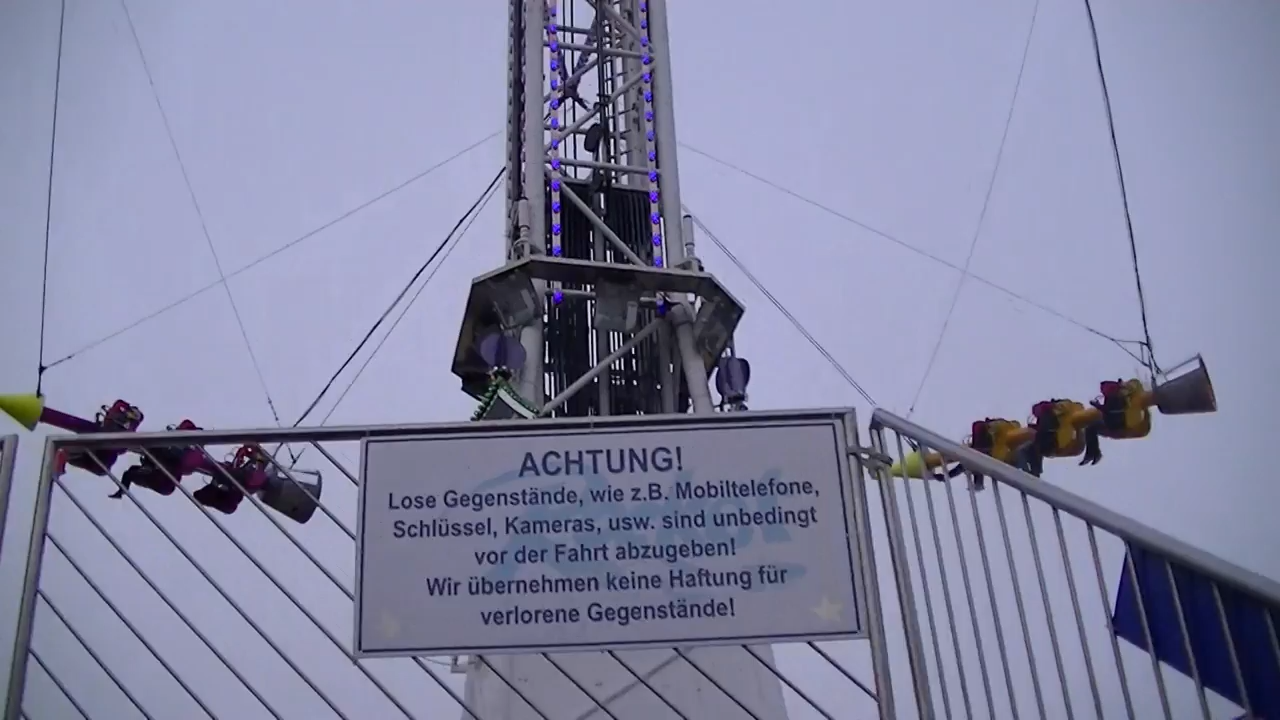 ACHTUNG!
Lose Gegenstände, wie z.B. Mobiltelefone,
Schlüssel, Kameras, usw. sind unbedingt
vor der Fahrt abzugeben!
Wir übernehmen keine Haftung für
verlorene Gegenstände!